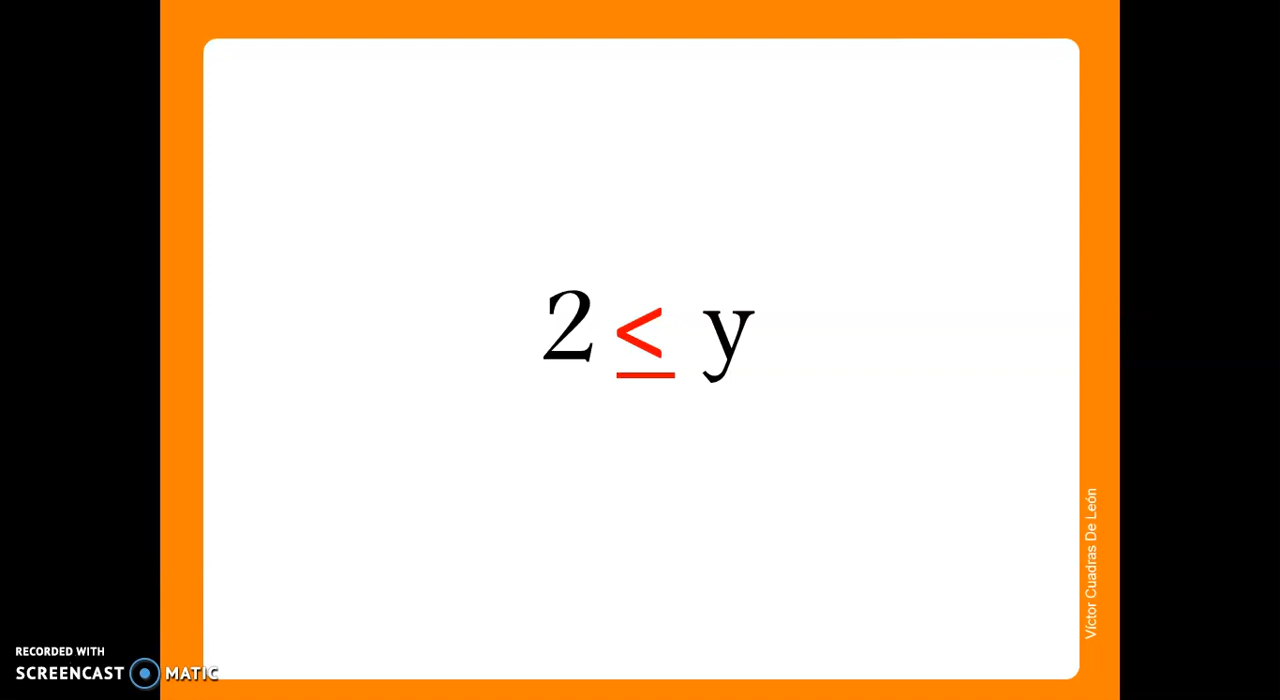 2 ≤ y
Víctor Cuadras De León
RECORDED WITH
SCREENCAST MATIC